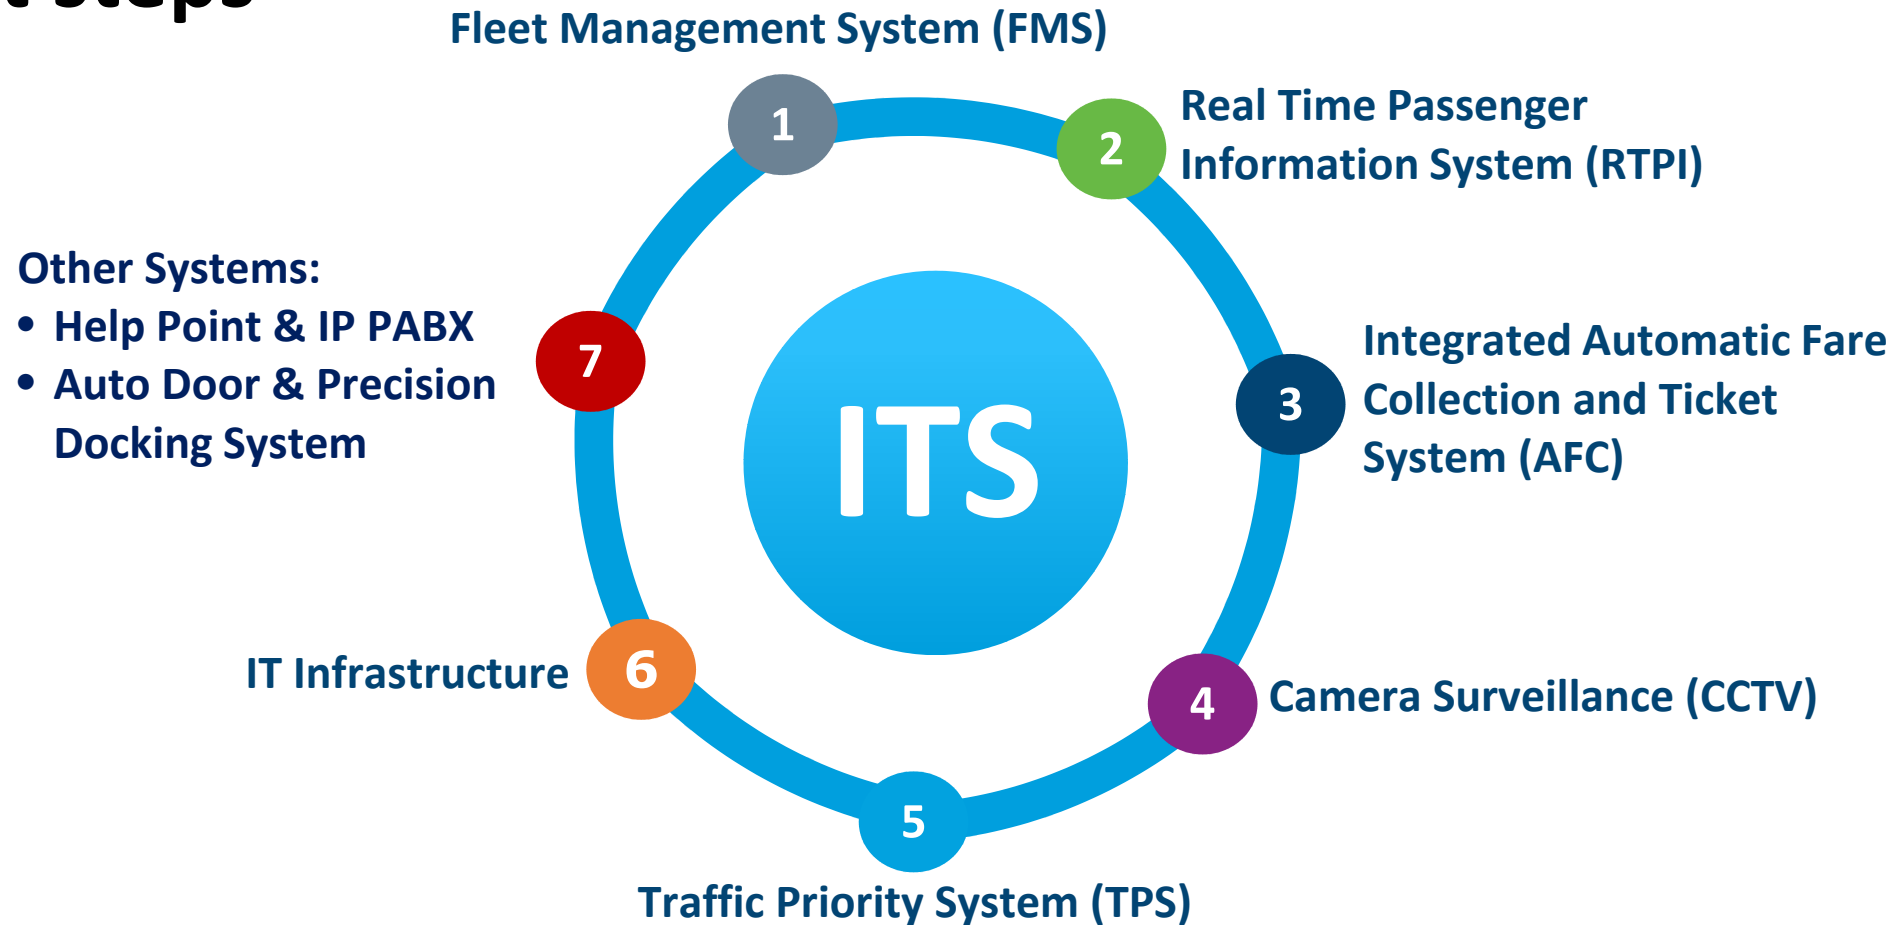 steps
Fleet Management System (FMS)
1
2
Real Time Passenger
Information System (RTPI)
Other Systems:
• Help Point & IP PABX
• Auto Door & Precision
Docking System
7
ITS
3
Integrated Automatic Fare
Collection and Ticket
System (AFC)
IT Infrastructure
6
4
Camera Surveillance (CCTV)
5
Traffic Priority System (TPS)